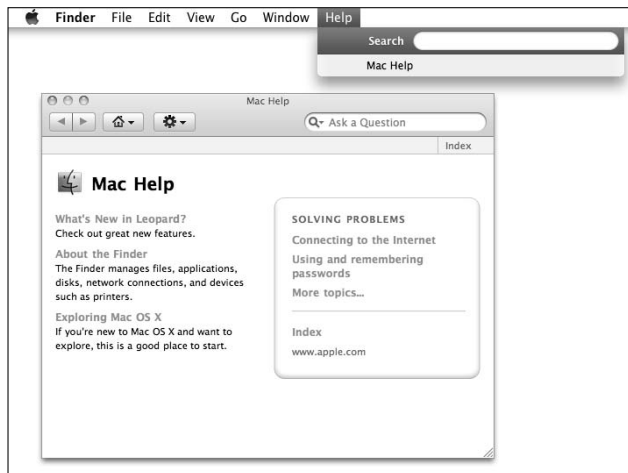 Finder File Edit View Go Window Help
Search
Mac Help
Mac Help
Ask a Question
Index
Mac Help
What's New in Leopard?
Check out great new features.
About the Finder
The Finder manages files, applications,
disks, network connections, and devices
such as printers.
Exploring Mac OS X
If you're new to Mac OS X and want to
explore, this is a good place to start.
SOLVING PROBLEMS
Connecting to the Internet
Using and remembering
passwords
More topics...
Index
www.apple.com